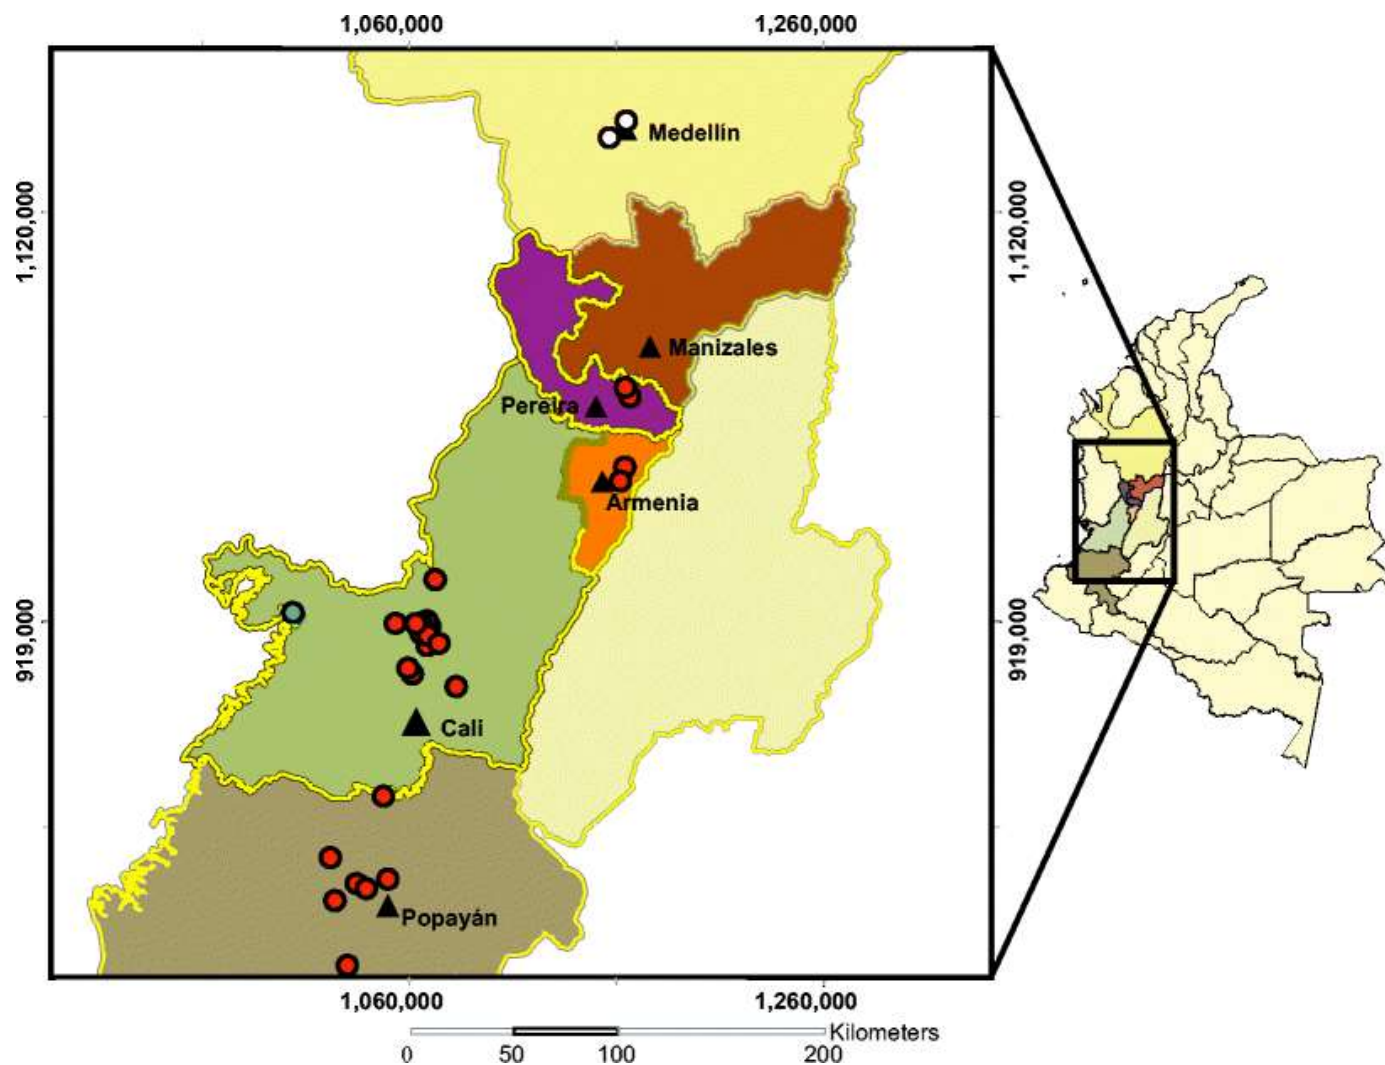 1,060,000 1,260,000
Medellín
1,120,000 1,120,000
Manizales
Pereira
Armenia
919,000 919,000
Cali
Popayán
1,060,000 1,260,000
Kilometers
0 50 100 200